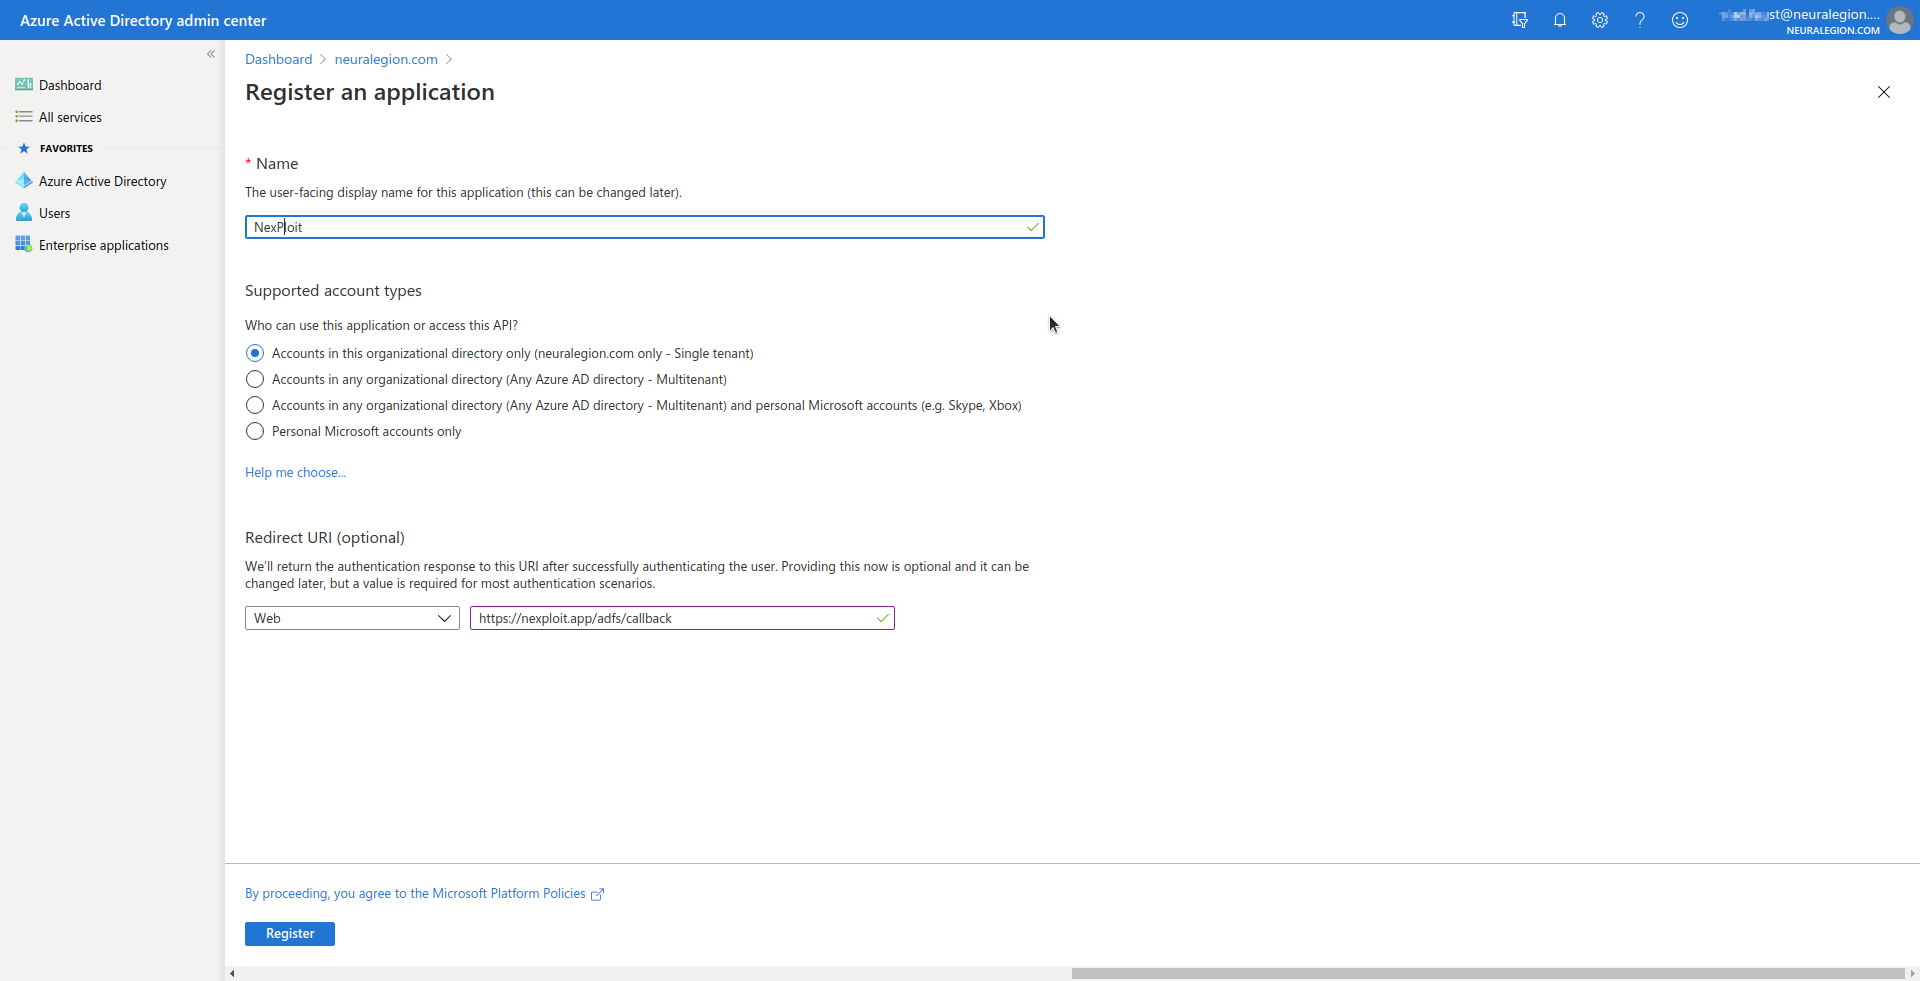 Azure Active Directory admin center
st@neuralegion....
NEURALEGION.COM
Dashboard
All services
FAVORITES
Azure Active Directory
Users
Enterprise applications
Dashboard > neuralegion.com >
Register an application
* Name
The user-facing display name for this application (this can be changed later).
NexPloit
Supported account types
Who can use this application or access this API?
Accounts in this organizational directory only (neuralegion.com only - Single tenant)
Accounts in any organizational directory (Any Azure AD directory - Multitenant)
Accounts in any organizational directory (Any Azure AD directory - Multitenant) and personal Microsoft accounts (e.g. Skype, Xbox)
Personal Microsoft accounts only
Help me choose...
Redirect URI (optional)
We'll return the authentication response to this URI after successfully authenticating the user. Providing this now is optional and it can be
changed later, but a value is required for most authentication scenarios.
Web
https://nexploit.app/adfs/callback
By proceeding, you agree to the Microsoft Platform Policies
Register